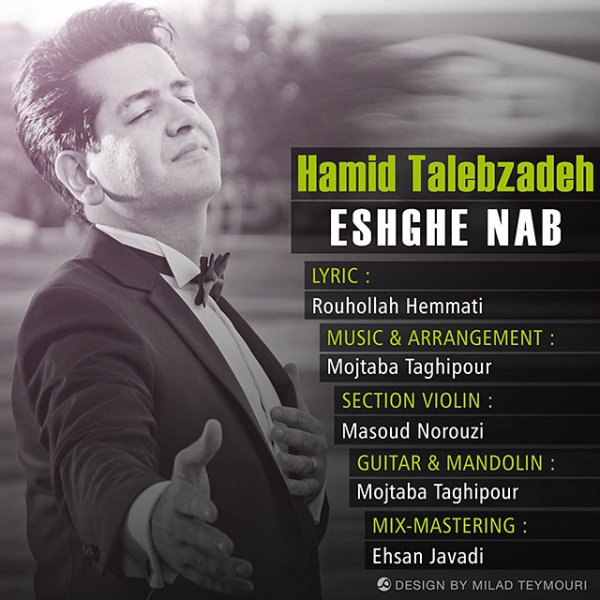 Hamid Talebzadeh
ESHGHE NAB
LYRIC :
Rouhollah Hemmati
MUSIC & ARRANGEMENT :
Mojtaba Taghipour
SECTION VIOLIN :
Masoud Norouzi
GUITAR & MANDOLIN :
Mojtaba Taghipour
MIX-MASTERING :
Ehsan Javadi
DESIGN BY MILAD TEYMOURI